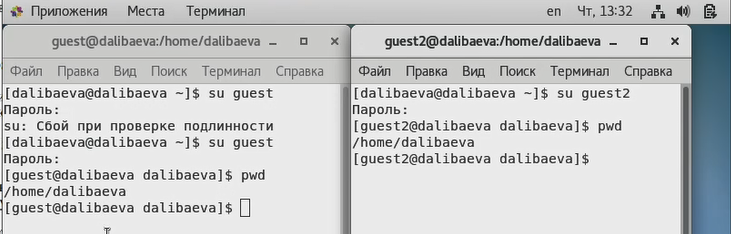 Приложения Места Терминал en Чт, 13:32
guest@dalibaeva:/home/dalibaeva
Файл Правка Вид Поиск Терминал Справка
[dalibaeva@dalibaeva ~]$ su guest
Пароль:
su: Сбой при проверке подлинности
[dalibaeva@dalibaeva ~]$ su guest
Пароль:
[guest@dalibaeva dalibaeva]$ pwd
/home/dalibaeva
[guest@dalibaeva dalibaeva]$
guest2@dalibaeva:/home/dalibaeva
Файл Правка Вид Поиск Терминал Справка
[dalibaeva@dalibaeva ~]$ su guest2
Пароль:
[guest2@dalibaeva dalibaeva]$ pwd
/home/dalibaeva
[guest2@dalibaeva dalibaeva]$